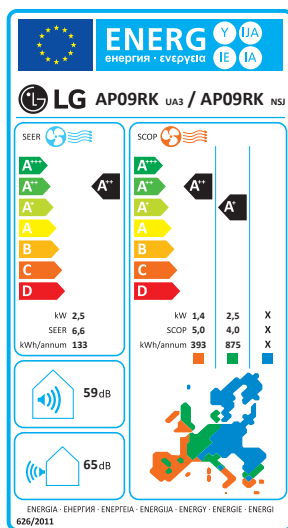 ENERG Y IJA
енергия · ενεργεια IE IA
LG AP09RK UA3 / AP09RK NSJ
SEER SCOP
A+++ A+++
A++ A++ A++ A++
A+ A+ A+
A A
B B
C C
D D
kW 2,5 kW 1,4 2,5 X
SEER 6,6 SCOP 5,0 4,0 X
kWh/annum 133 kWh/annum 393 875 X
59dB
65dB
ENERGIA · ЕНЕРГИЯ · ΕΝΕΡΓΕΙΑ · ENERGIJA · ENERGY · ENERGIE · ENERGI
626/2011